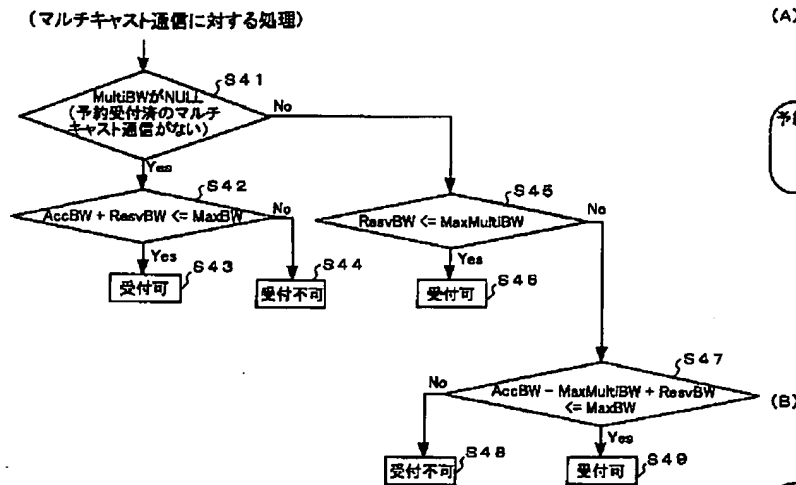 (マルチキャスト通信に対する処理)
(A)
S41
MultiBWがNULL
(予約受付済のマルチ
キャスト通信がない)
No
Yes
S42
AccBW + ResvBW <= MaxBW
No
Yes
S43
受付可
S44
受付不可
S45
ResvBW <= MaxMultiBW
No
Yes
S46
受付可
S47
AccBW − MaxMultiBW + ResvBW
<= MaxBW
No
Yes
S48
受付不可
S49
受付可
(B)